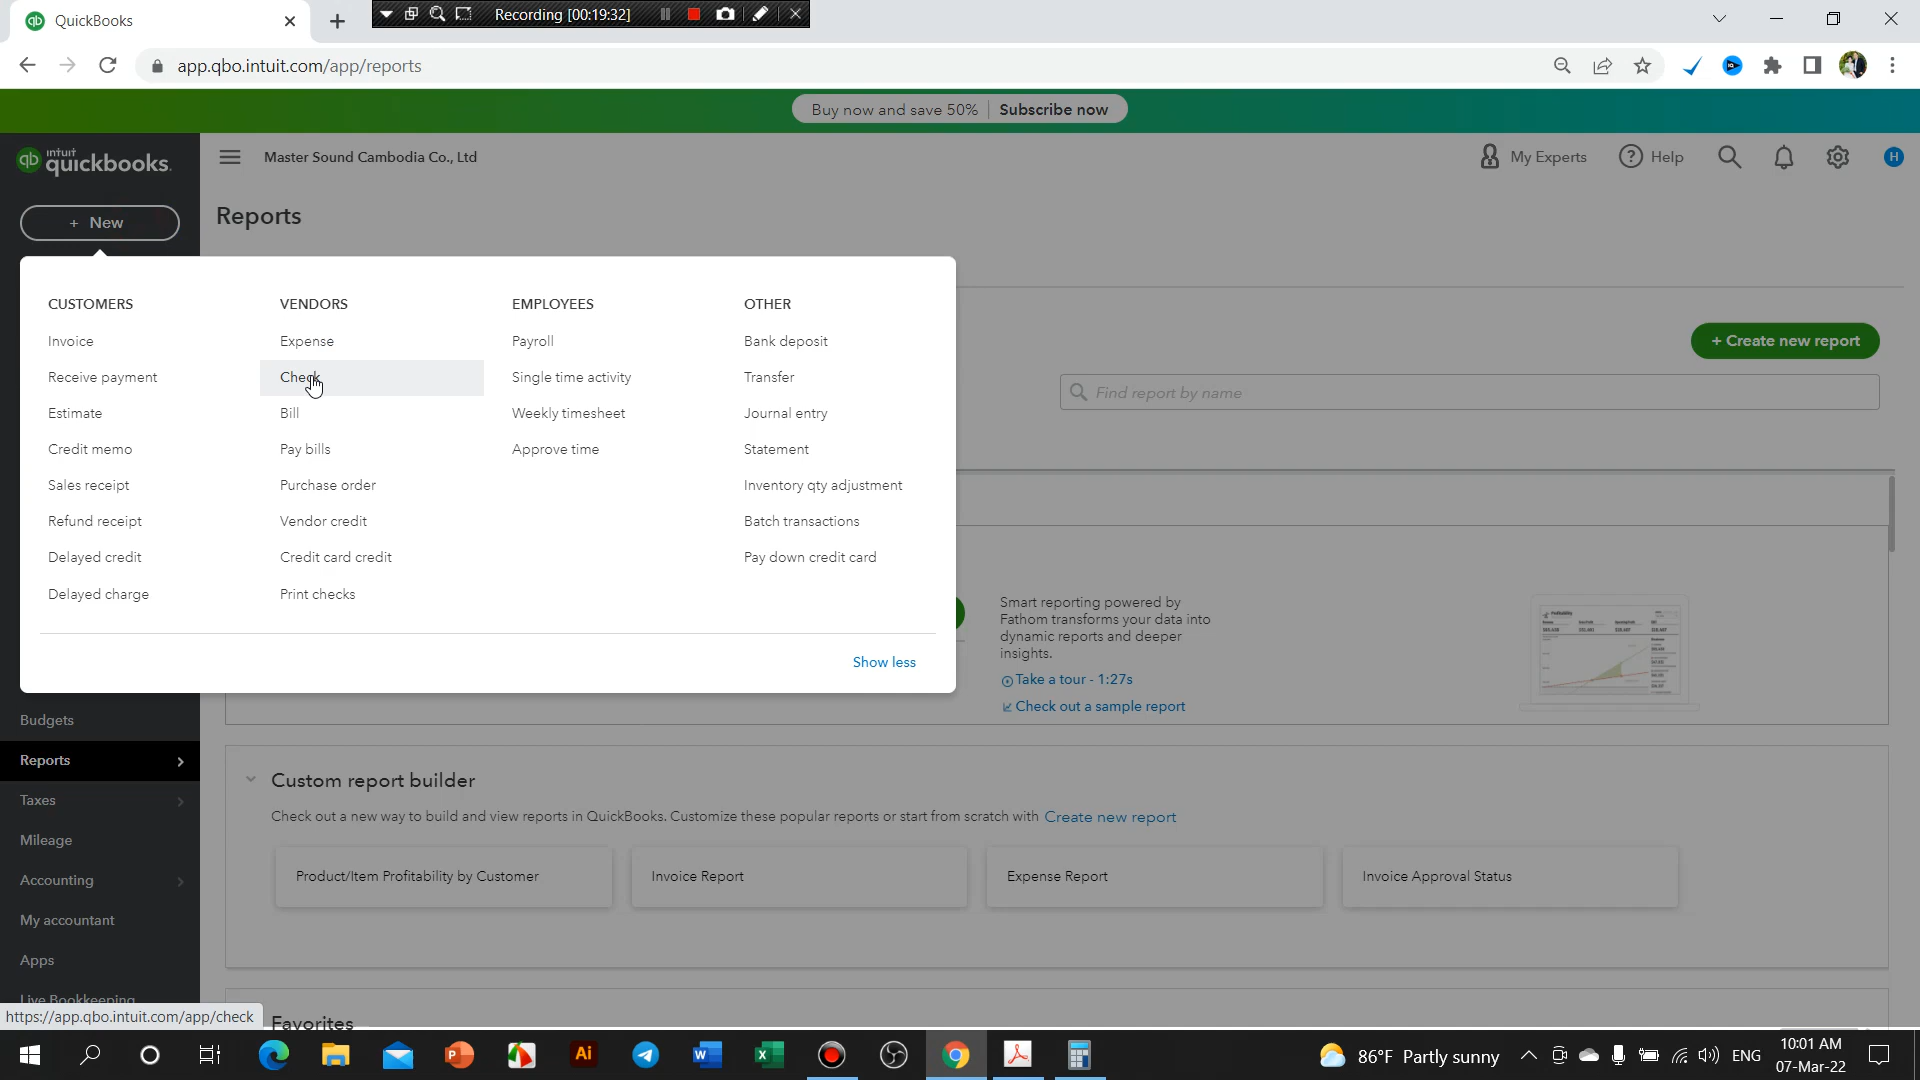 QuickBooks
Recording [00:19:32]
app.qbo.intuit.com/app/reports
Buy now and save 50%
Subscribe now
intuit
quickbooks.
Master Sound Cambodia Co., Ltd
My Experts
Help
H
+ New
Reports
CUSTOMERS
Invoice
Receive payment
Estimate
Credit memo
Sales receipt
Refund receipt
Delayed credit
Delayed charge
VENDORS
Expense
Check
Bill
Pay bills
Purchase order
Vendor credit
Credit card credit
Print checks
EMPLOYEES
Payroll
Single time activity
Weekly timesheet
Approve time
OTHER
Bank deposit
Transfer
Journal entry
Statement
Inventory qty adjustment
Batch transactions
Pay down credit card
Show less
+ Create new report
Find report by name
Smart reporting powered by
Fathom transforms your data into
dynamic reports and deeper
insights.
Take a tour - 1:27s
Check out a sample report
Budgets
Reports
Taxes
Mileage
Accounting
My accountant
Apps
Live Bookkeeping
Custom report builder
Check out a new way to build and view reports in QuickBooks. Customize these popular reports or start from scratch with Create new report
Product/Item Profitability by Customer
Invoice Report
Expense Report
Invoice Approval Status
Favorites
https://app.qbo.intuit.com/app/check
86°F Partly sunny
ENG
10:01 AM
07-Mar-22